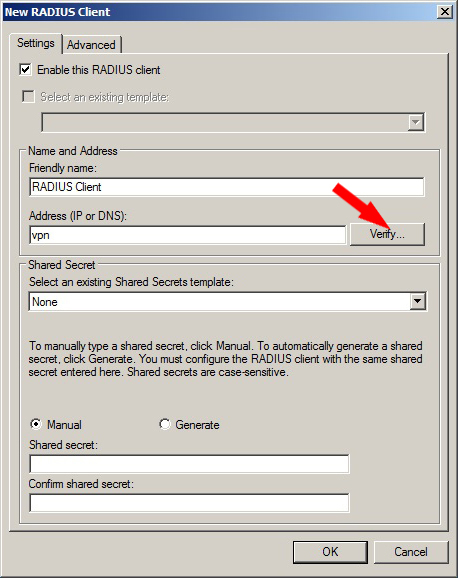 New RADIUS Client
Settings
Advanced
Enable this RADIUS client
Select an existing template:
Name and Address
Friendly name:
RADIUS Client
Address (IP or DNS):
vpn
Verify...
Shared Secret
Select an existing Shared Secrets template:
None
To manually type a shared secret, click Manual. To automatically generate a shared
secret, click Generate. You must configure the RADIUS client with the same shared
secret entered here. Shared secrets are case-sensitive.
Manual
Generate
Shared secret:
Confirm shared secret:
OK
Cancel